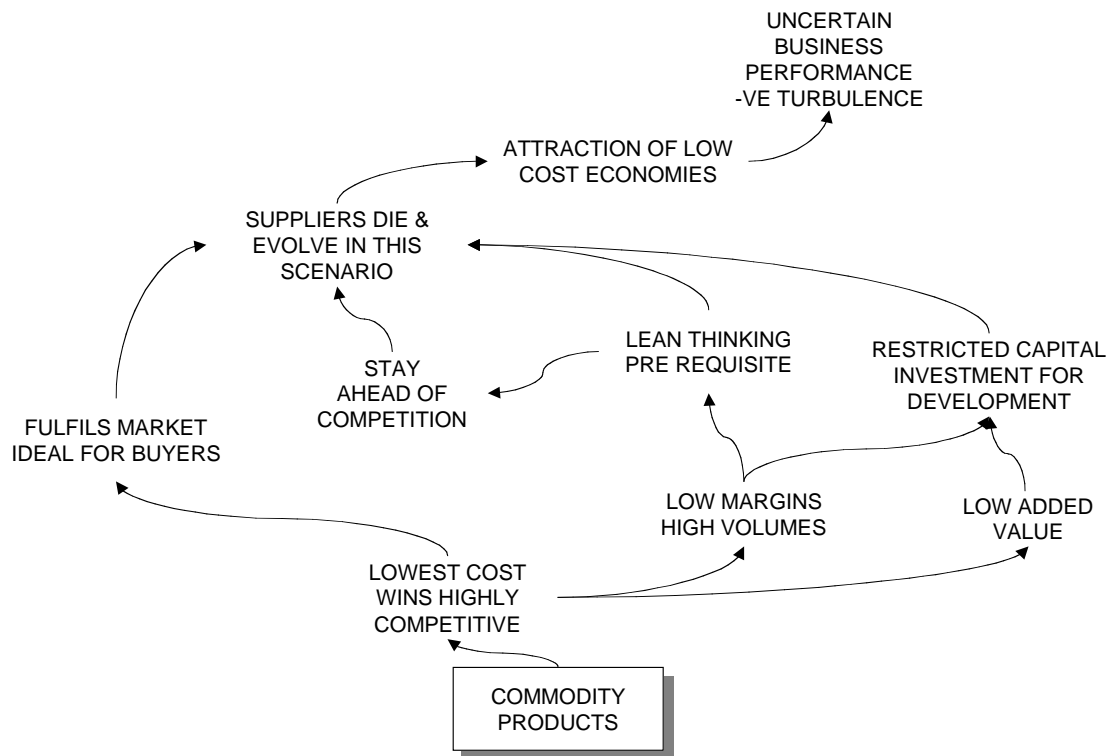 UNCERTAIN
BUSINESS
PERFORMANCE
-VE TURBULENCE
ATTRACTION OF LOW
COST ECONOMIES
SUPPLIERS DIE &
EVOLVE IN THIS
SCENARIO
LEAN THINKING
PRE REQUISITE
RESTRICTED CAPITAL
INVESTMENT FOR
DEVELOPMENT
STAY
AHEAD OF
COMPETITION
FULFILS MARKET
IDEAL FOR BUYERS
LOW MARGINS
HIGH VOLUMES
LOW ADDED
VALUE
LOWEST COST
WINS HIGHLY
COMPETITIVE
COMMODITY
PRODUCTS